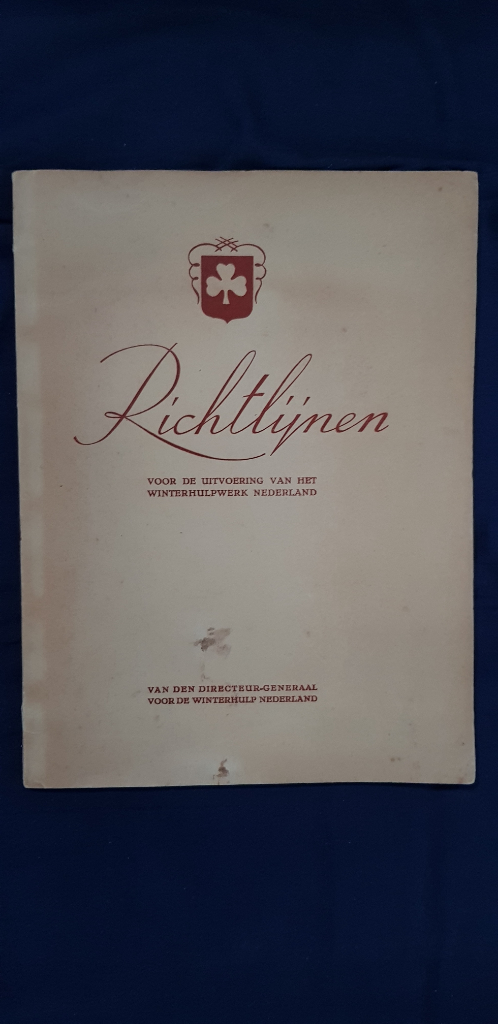 Richtlijnen
VOOR DE UITVOERING VAN HET
WINTERHULPWERK NEDERLAND
VAN DEN DIRECTEUR-GENERAAL
VOOR DE WINTERHULP NEDERLAND